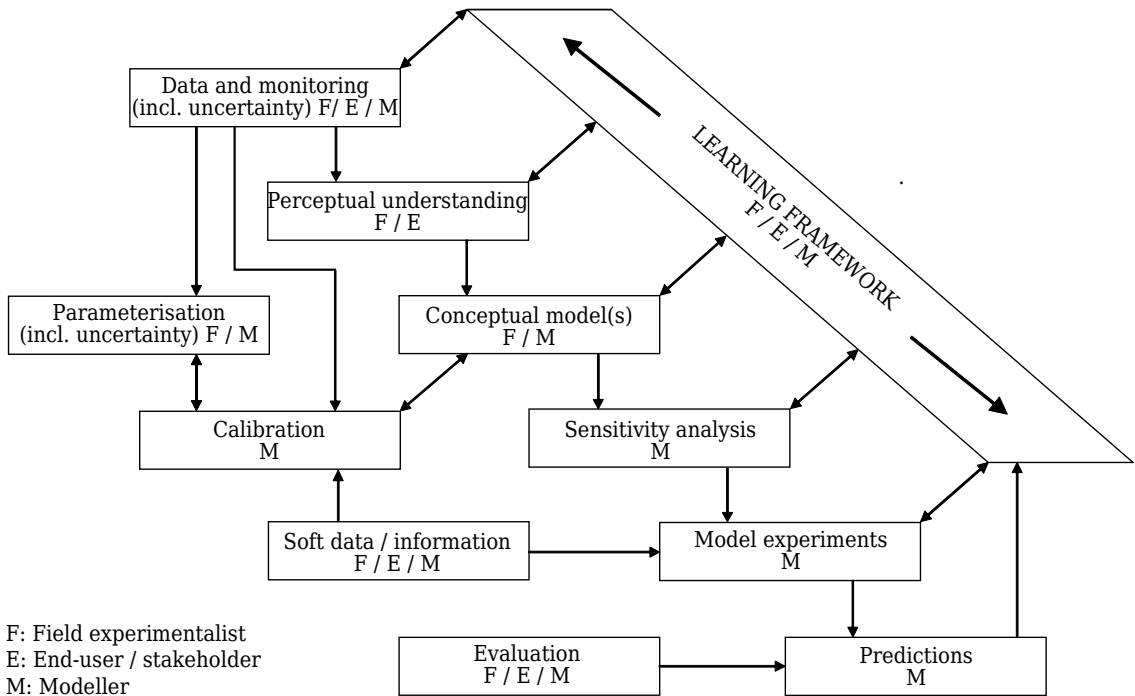 Data and monitoring
(incl. uncertainty) F/ E / M
Perceptual understanding
F / E
LEARNING FRAMEWORK
F / E / M
Parameterisation
(incl. uncertainty) F / M
Conceptual model(s)
F / M
Calibration
M
Sensitivity analysis
M
Soft data / information
F / E / M
Model experiments
M
Evaluation
F / E / M
Predictions
M
F: Field experimentalist
E: End-user / stakeholder
M: Modeller